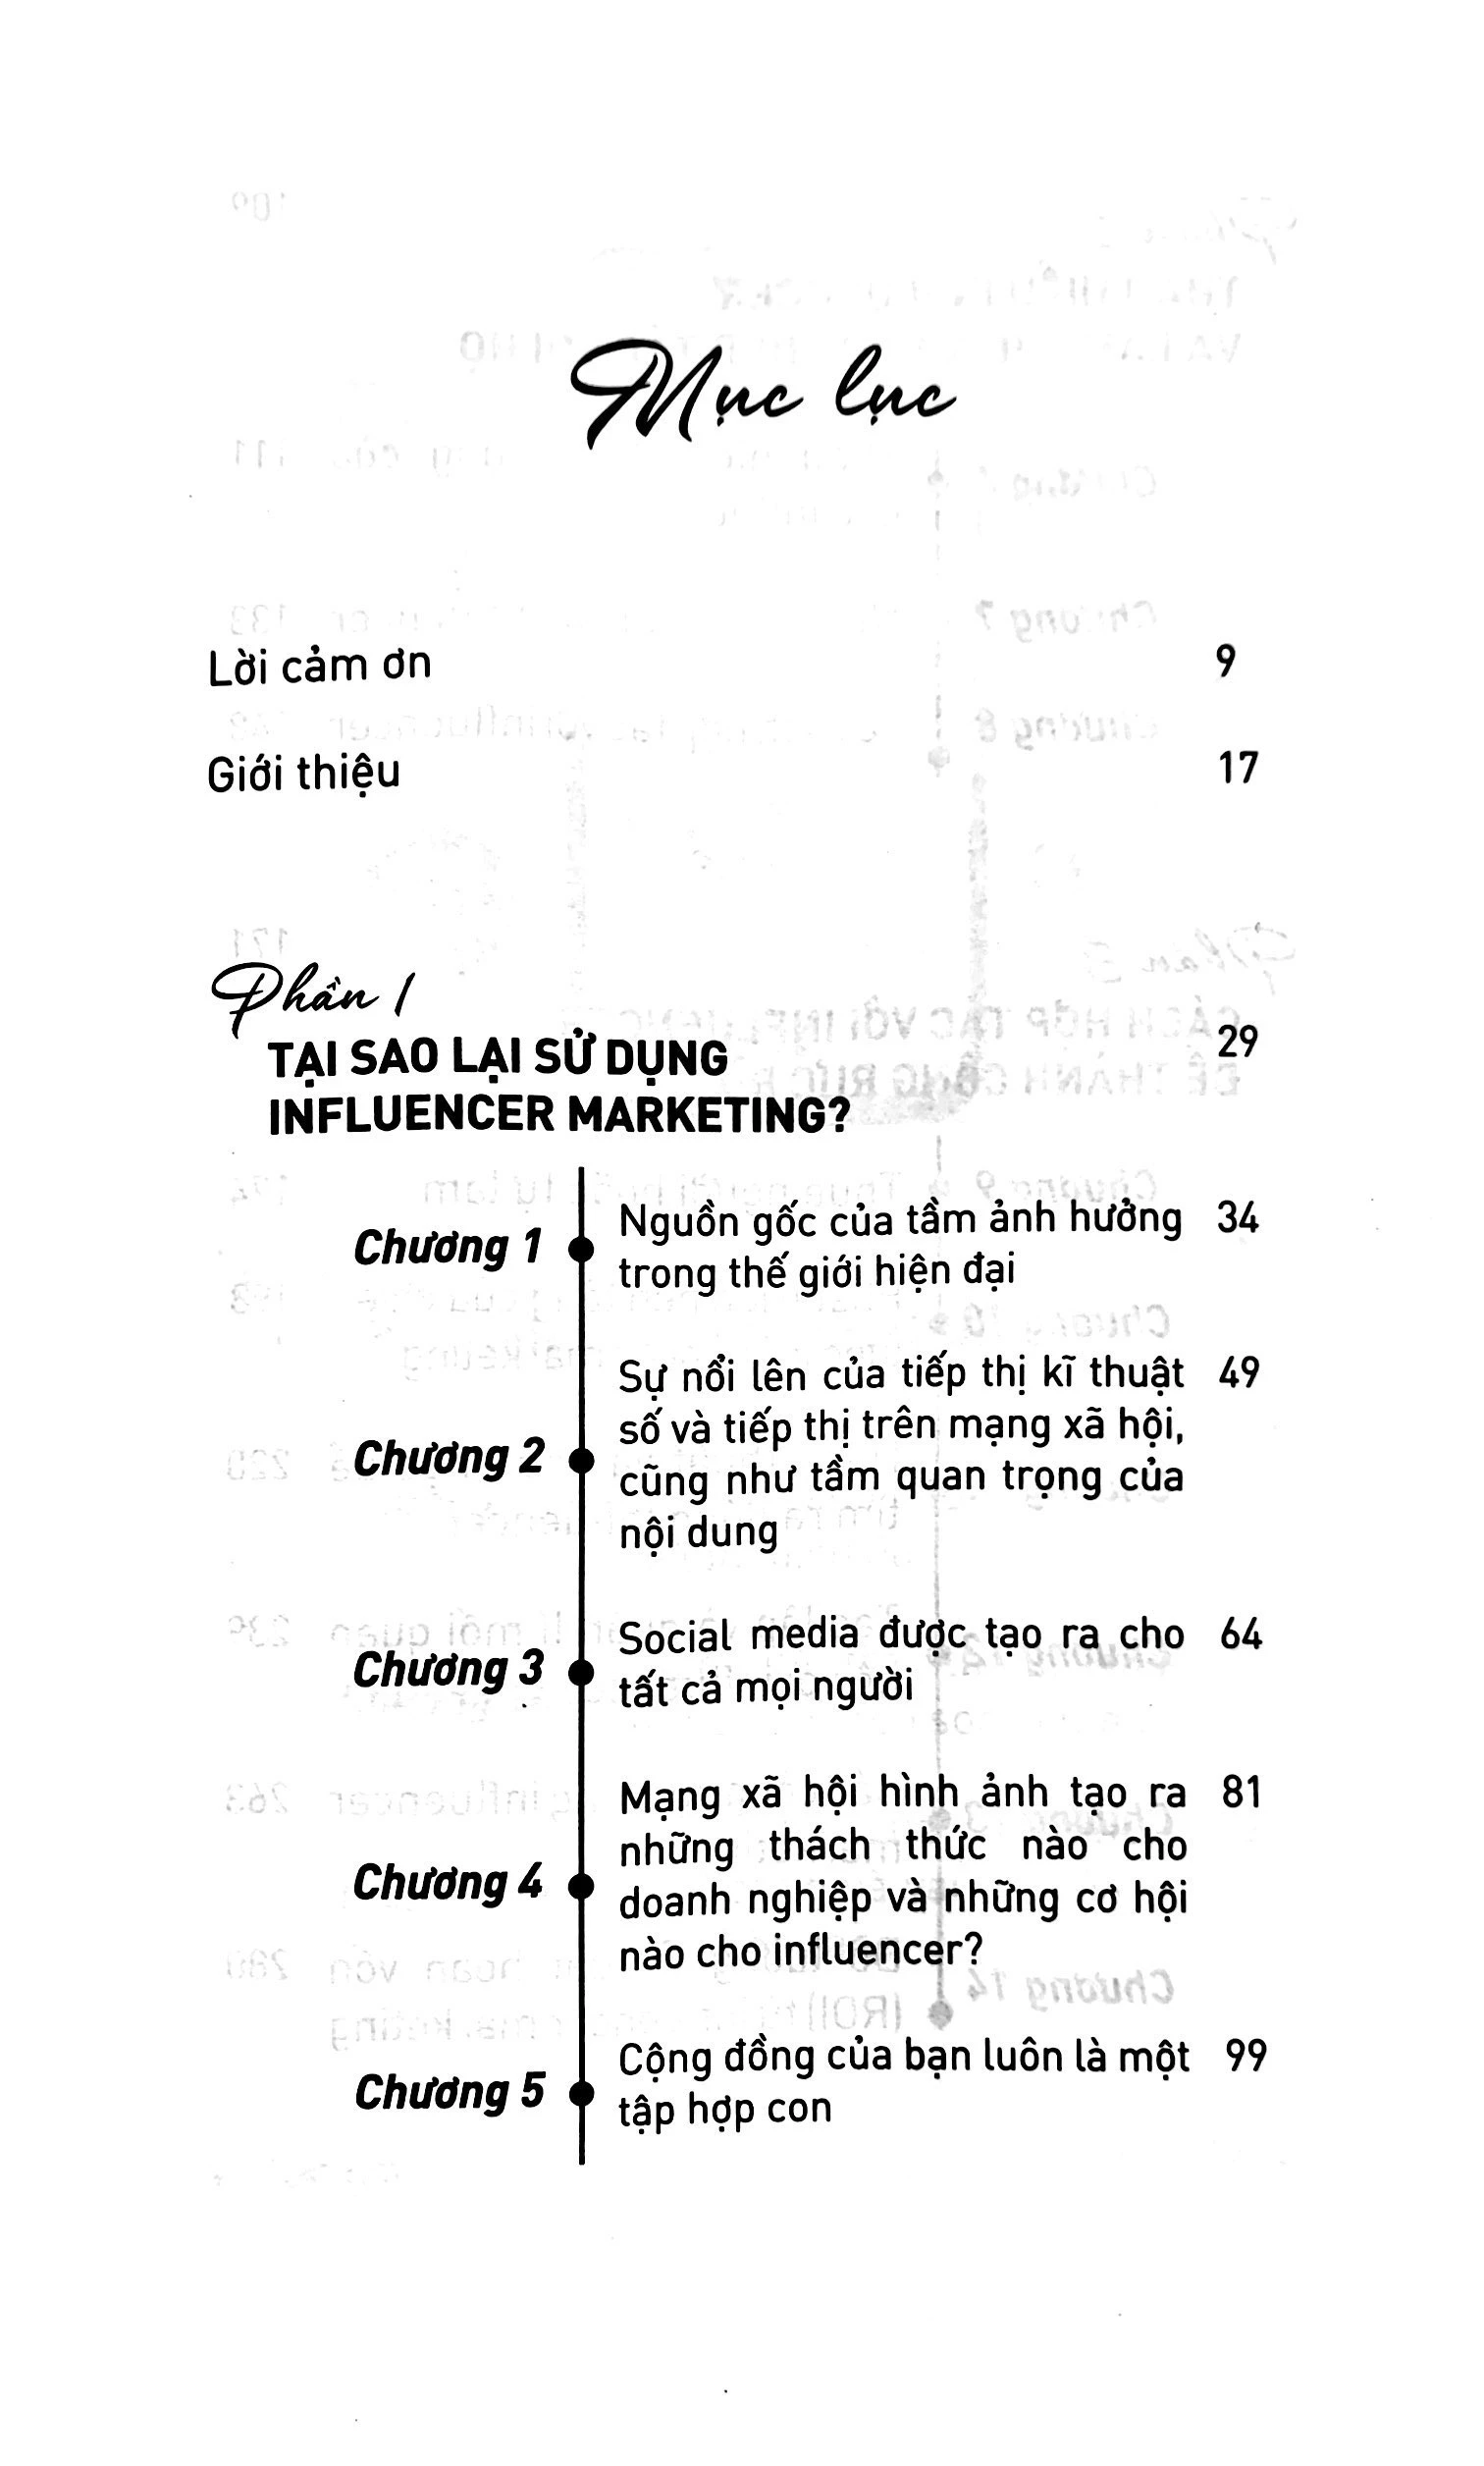 Mục lục
Lời cảm ơn 9
Giới thiệu 17
Phần 1
TẠI SAO LẠI SỬ DỤNG 29
INFLUENCER MARKETING?
Chương 1
Nguồn gốc của tầm ảnh hưởng 34
trong thế giới hiện đại
Chương 2
Sự nổi lên của tiếp thị kĩ thuật 49
số và tiếp thị trên mạng xã hội,
cũng như tầm quan trọng của
nội dung
Chương 3
Social media được tạo ra cho 64
tất cả mọi người
Chương 4
Mạng xã hội hình ảnh tạo ra 81
những thách thức nào cho
doanh nghiệp và những cơ hội
nào cho influencer?
Chương 5
Cộng đồng của bạn luôn là một 99
tập hợp con